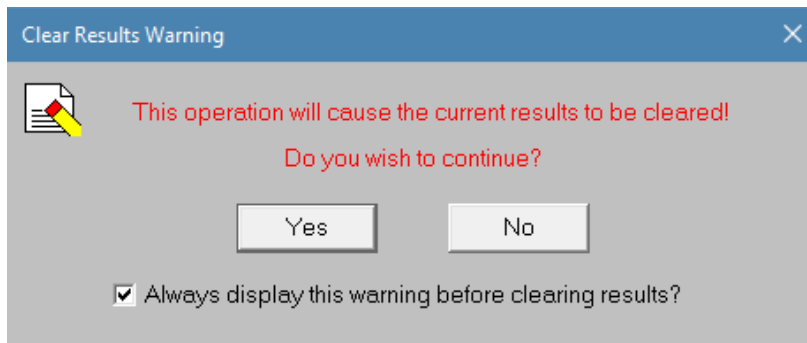 Clear Results Warning
This operation will cause the current results to be cleared!
Do you wish to continue?
Yes
No
Always display this warning before clearing results?